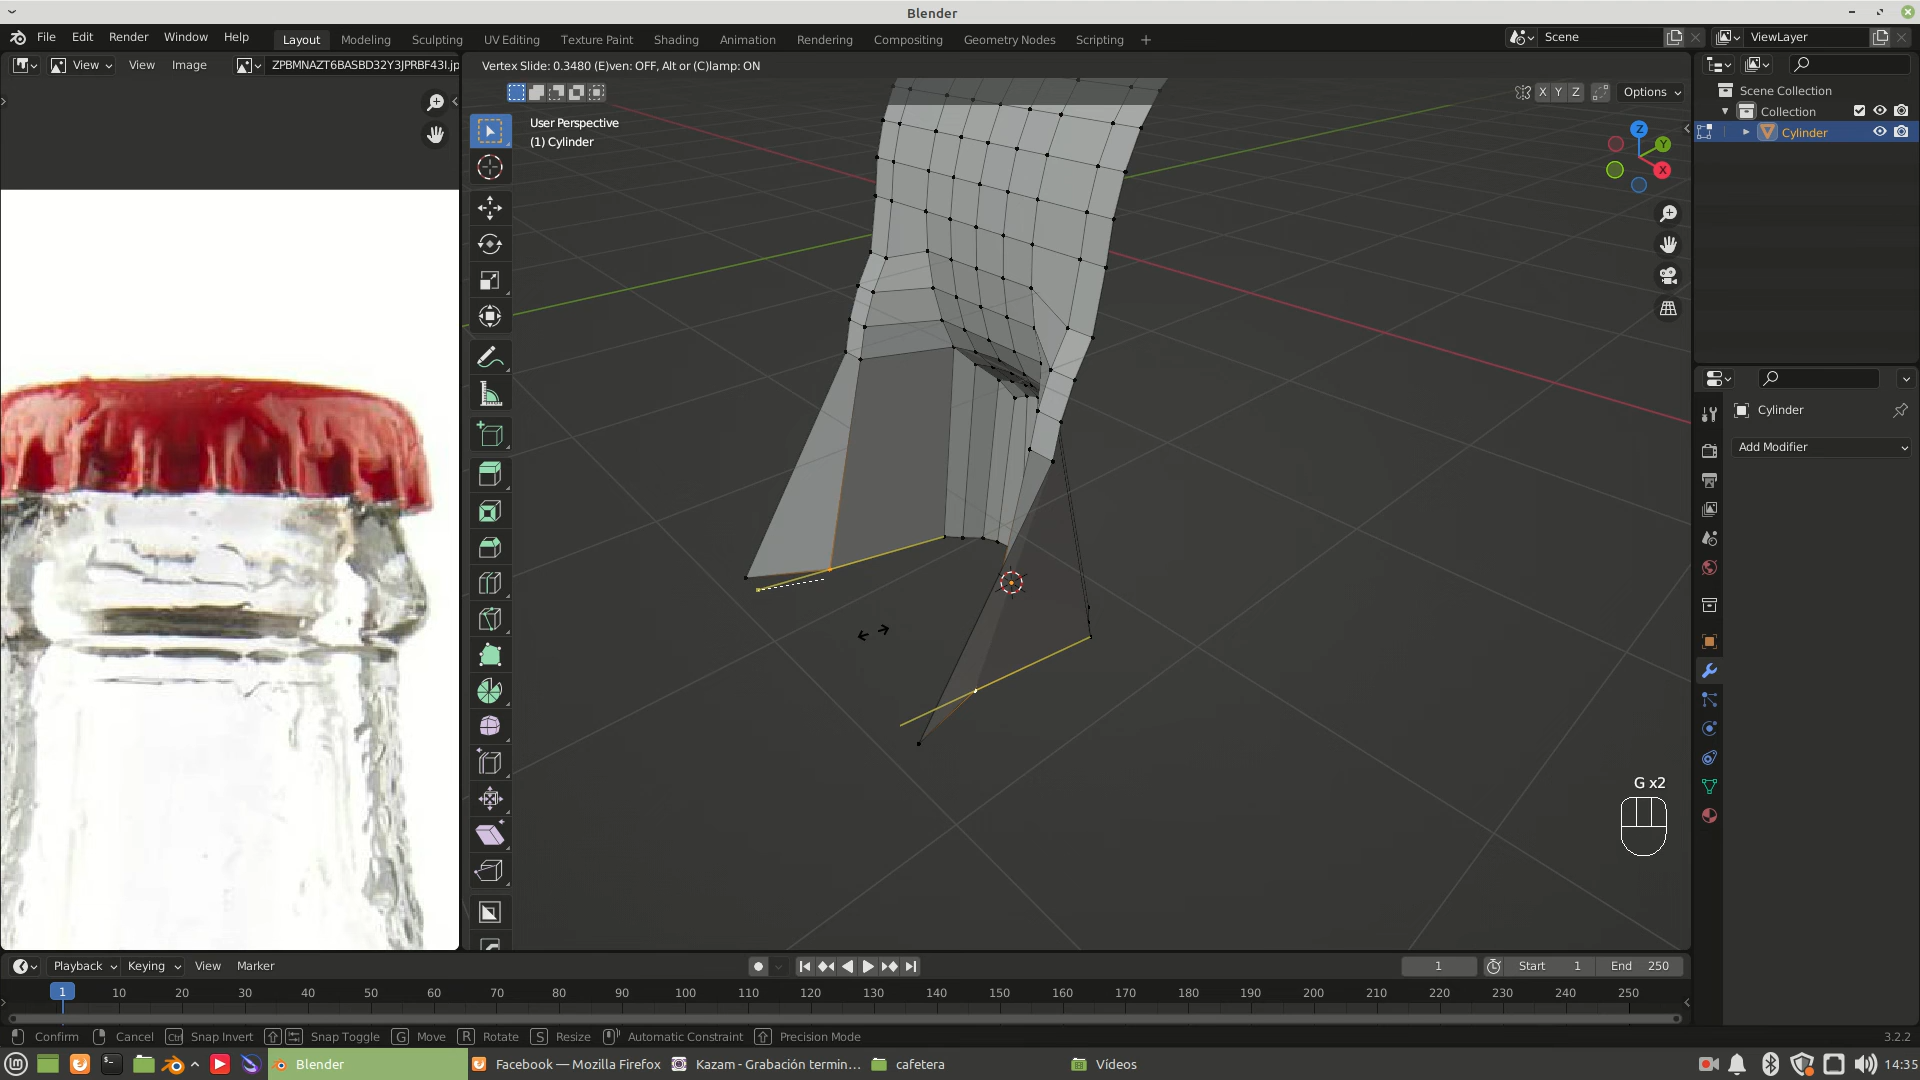 Blender
File Edit Render Window Help Layout Modeling Sculpting UV Editing Texture Paint Shading Animation Rendering Compositing Geometry Nodes Scripting + Scene ViewLayer
View View Image ZPBMNAZT6BASBD32Y3JPRBF43I.jp
Vertex Slide: 0.3480 (E)ven: OFF, Alt or (C)lamp: ON
X Y Z Options
User Perspective
(1) Cylinder
Z
Y
X
Scene Collection
Collection
Cylinder
Cylinder
Add Modifier
G x2
Playback Keying View Marker 1 Start 1 End 250
1 10 20 30 40 50 60 70 80 90 100 110 120 130 140 150 160 170 180 190 200 210 220 230 240 250
Confirm Cancel Ctrl Snap Invert Snap Toggle G Move R Rotate S Resize Automatic Constraint Precision Mode 3.2.2
Blender Facebook — Mozilla Firefox Kazam - Grabación termin... cafetera Vídeos 14:35